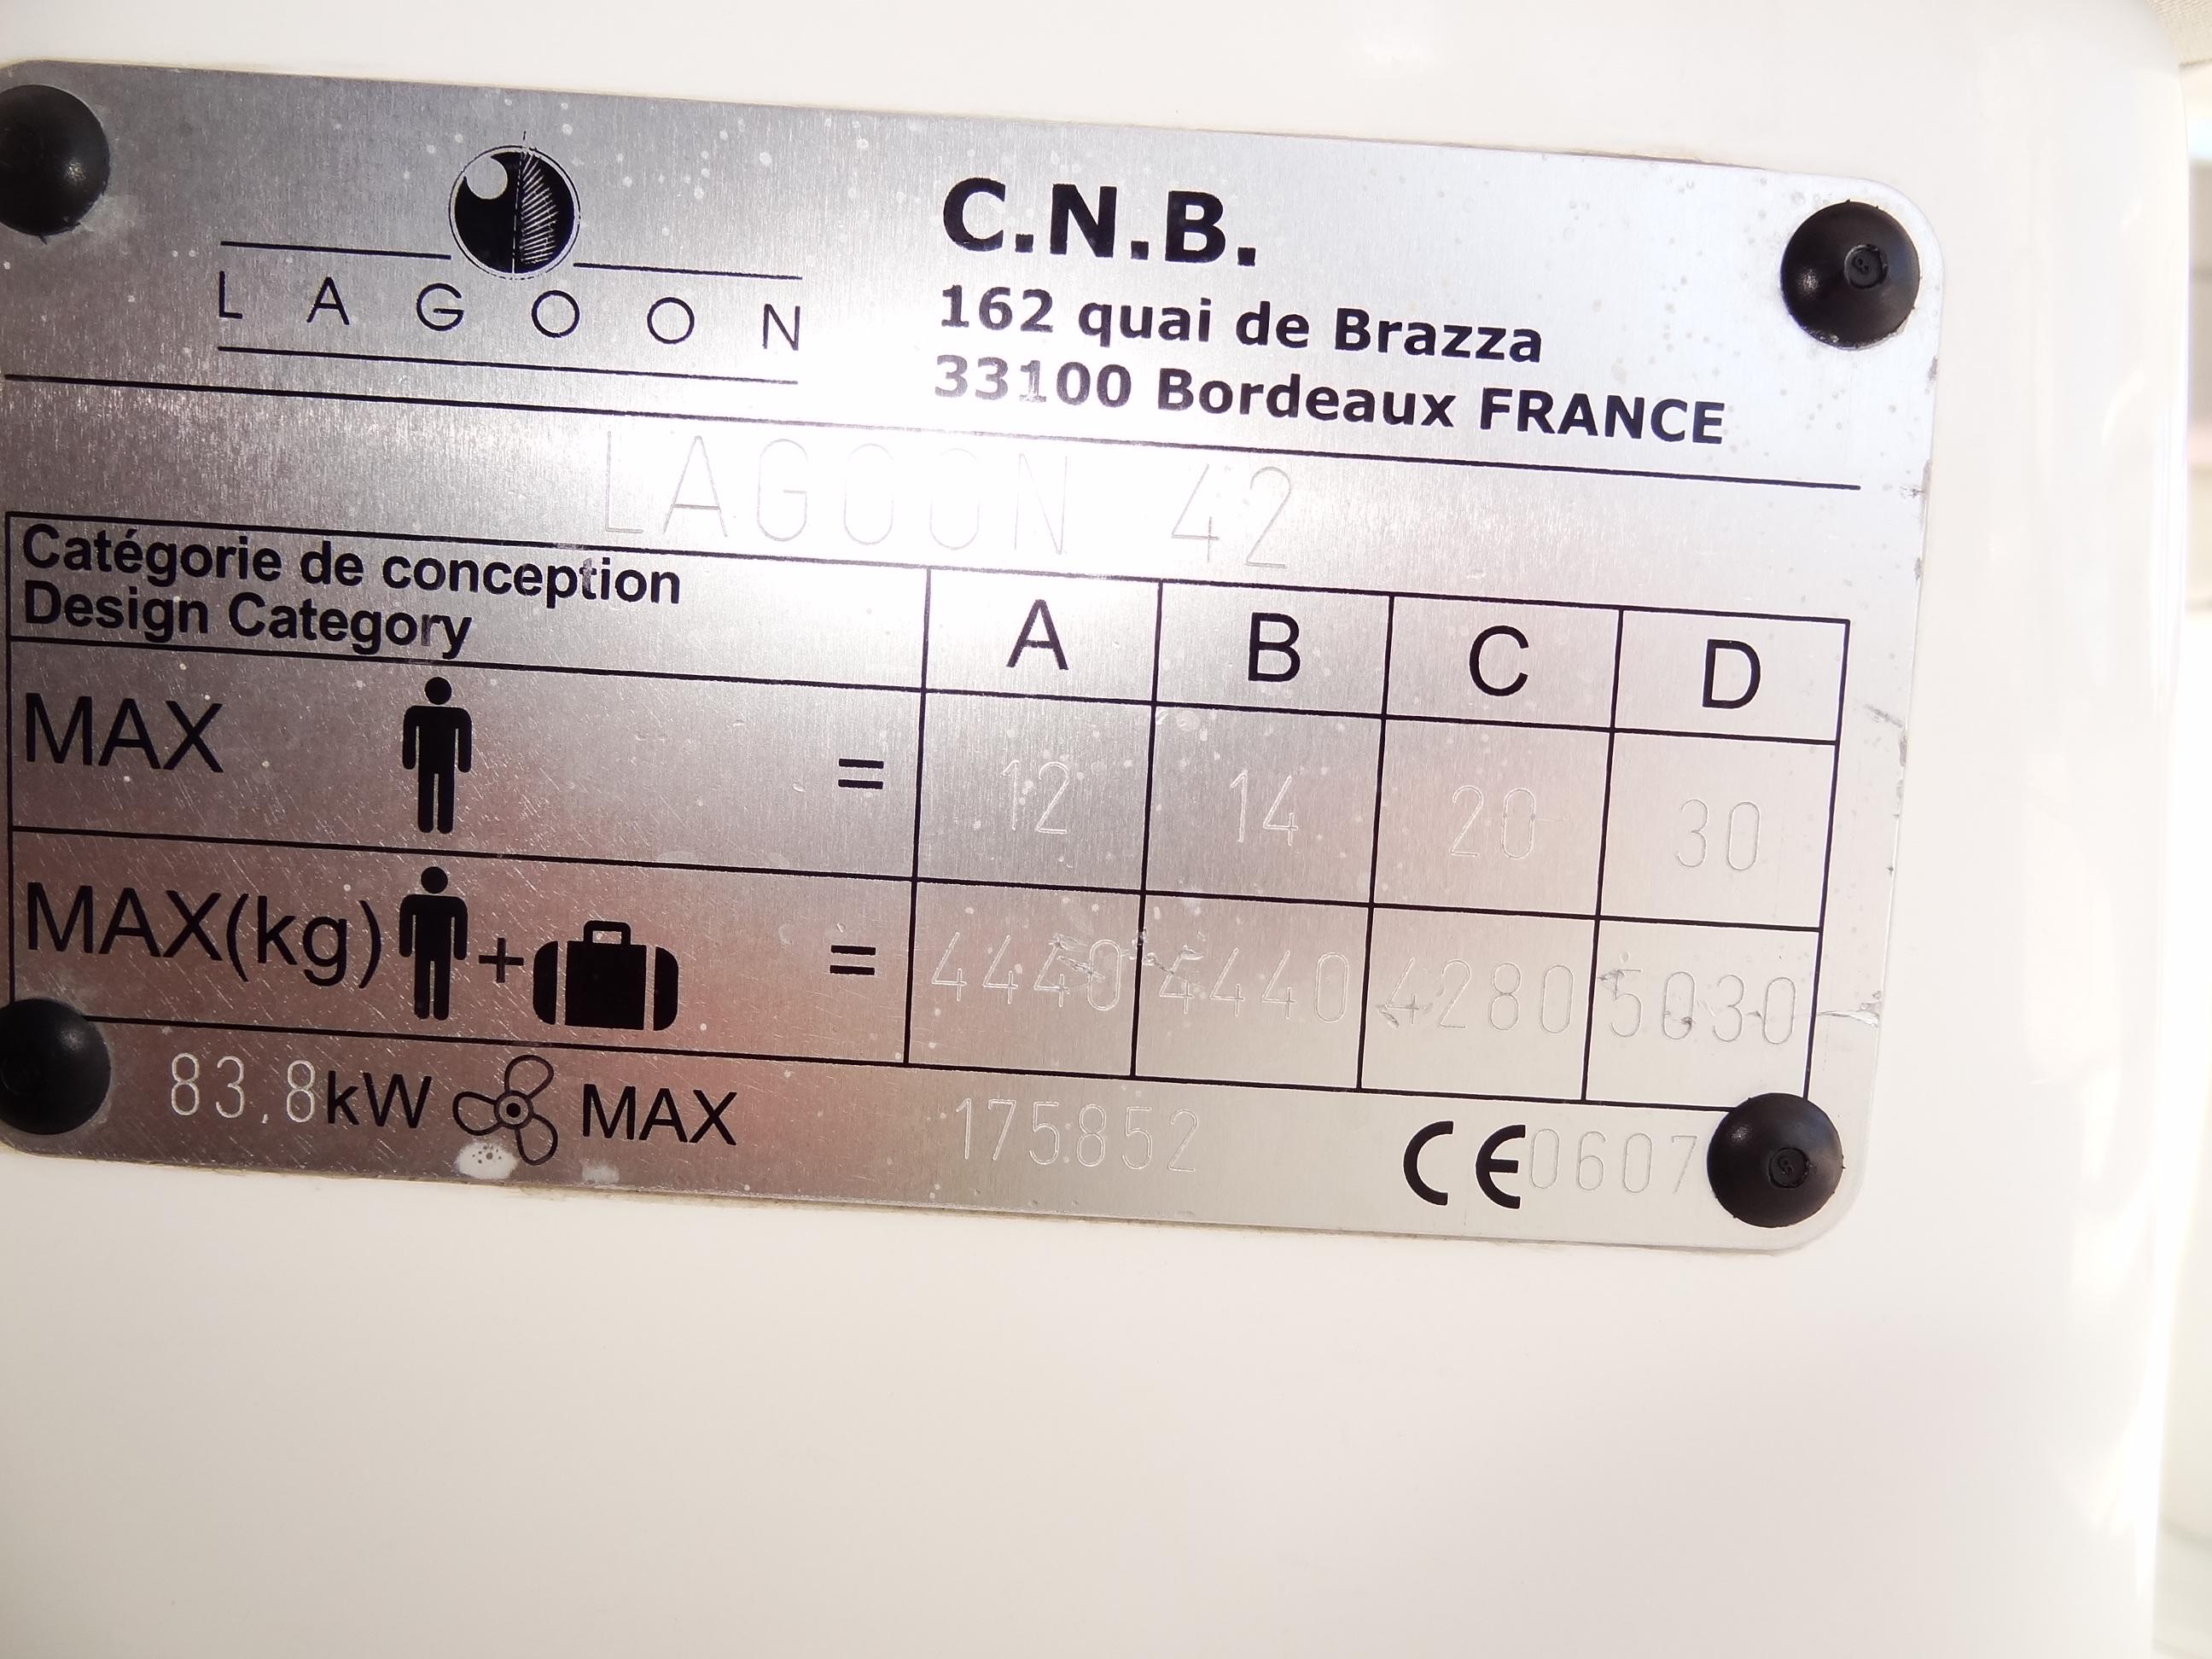 LAGOON
C.N.B.
162 quai de Brazza
33100 Bordeaux FRANCE
LAGOON 42
Catégorie de conception
Design Category
A B C D
MAX = 12 14 20 30
MAX(kg) + = 4440 4440 4280 5030
83,8kW MAX 175852 CE0607